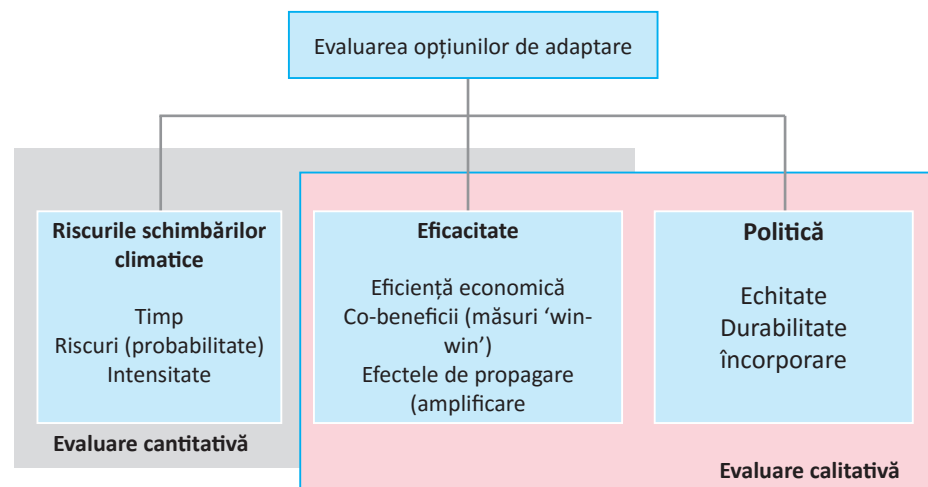 Evaluarea opțiunilor de adaptare
Riscurile schimbărilor
climatice
Timp
Riscuri (probabilitate)
Intensitate
Eficacitate
Eficiență economică
Co-beneficii (măsuri ‘win-
win’)
Efectele de propagare
(amplificare
Politică
Echitate
Durabilitate
încorporare
Evaluare cantitativă
Evaluare calitativă